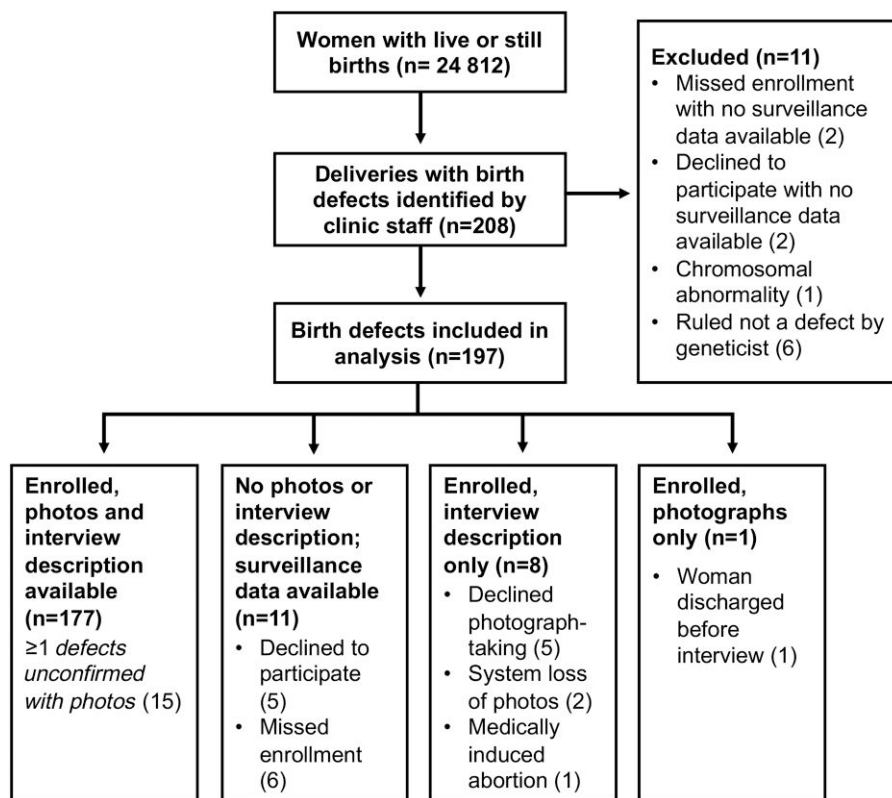 Women with live or still
births (n= 24 812)
Deliveries with birth
defects identified by
clinic staff (n=208)
Excluded (n=11)
• Missed enrollment
with no surveillance
data available (2)
• Declined to
participate with no
surveillance data
available (2)
• Chromosomal
abnormality (1)
• Ruled not a defect by
geneticist (6)
Birth defects included in
analysis (n=197)
Enrolled,
photos and
interview
description
available
(n=177)
≥1 defects
unconfirmed
with photos (15)
No photos or
interview
description;
surveillance
data available
(n=11)
• Declined to
participate
(5)
• Missed
enrollment
(6)
Enrolled,
interview
description
only (n=8)
• Declined
photograph-
taking (5)
• System loss
of photos (2)
• Medically
induced
abortion (1)
Enrolled,
photographs
only (n=1)
• Woman
discharged
before
interview (1)